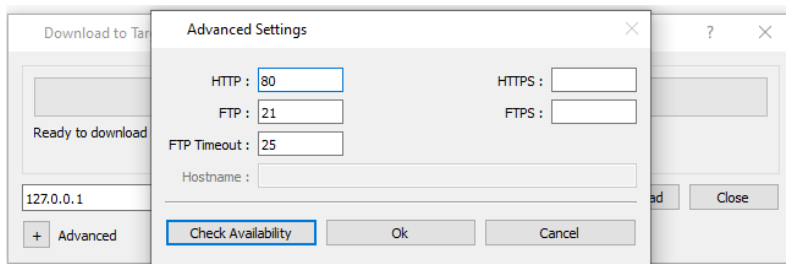 Download to Tar
Advanced Settings
?
HTTP : 80 HTTPS :
FTP : 21 FTPS :
Ready to download
FTP Timeout : 25
Hostname :
127.0.0.1 ad Close
+ Advanced
Check Availability Ok Cancel